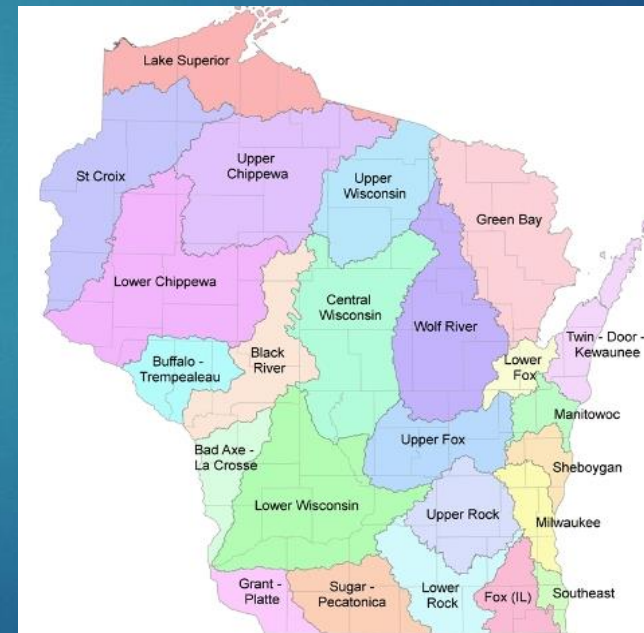 Lake Superior
St Croix
Upper
Chippewa
Upper
Wisconsin
Green Bay
Lower Chippewa
Central
Wisconsin
Wolf River
Twin - Door -
Kewaunee
Buffalo -
Trempealeau
Black
River
Lower
Fox
Manitowoc
Bad Axe -
La Crosse
Upper Fox
Sheboygan
Lower Wisconsin
Upper Rock
Milwaukee
Grant -
Platte
Sugar -
Pecatonica
Lower
Rock
Fox (IL)
Southeast